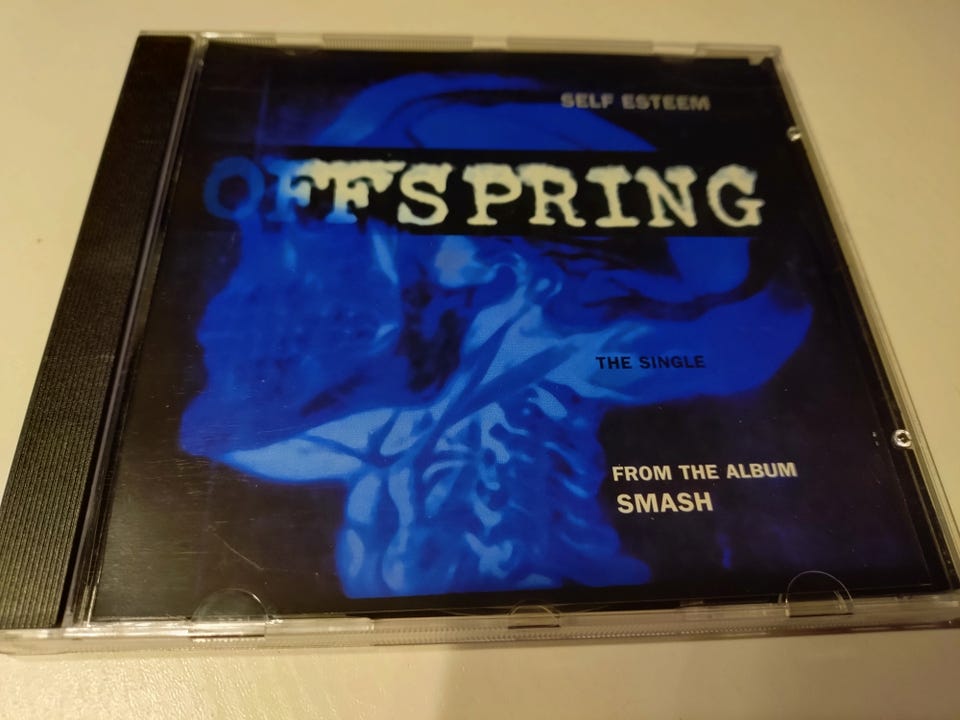 SELF ESTEEM
OFFSPRING
THE SINGLE
FROM THE ALBUM
SMASH